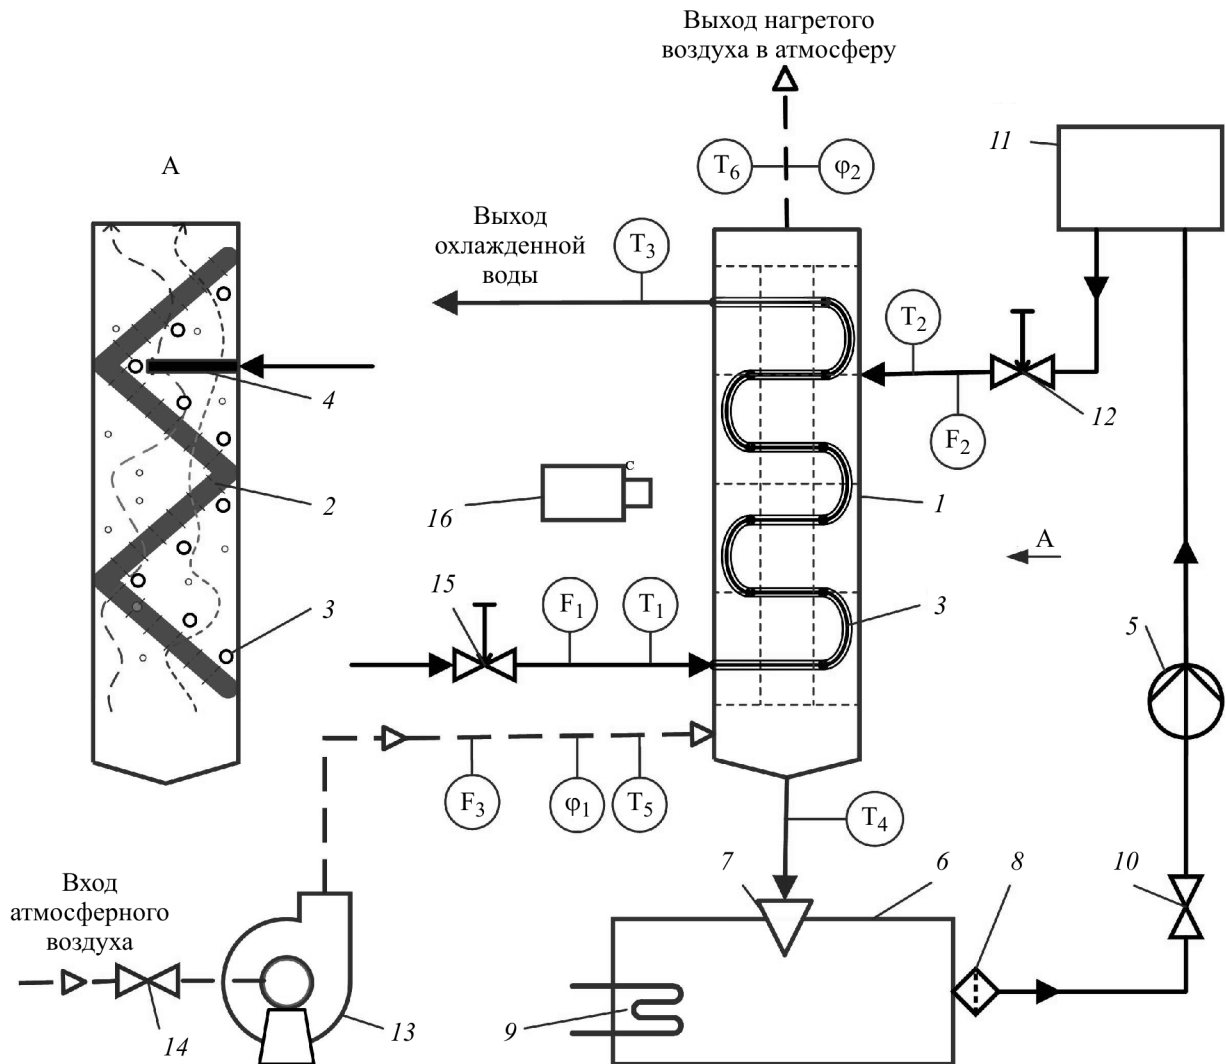 Выход нагретого
воздуха в атмосферу
11
А
T6
φ2
Выход
охлажденной
воды
T3
T2
4
12
F2
с
2
16
1
А
15
F1
T1
3
3
5
F3
φ1
T5
T4
Вход
атмосферного
воздуха
7
6
8
10
9
14
13